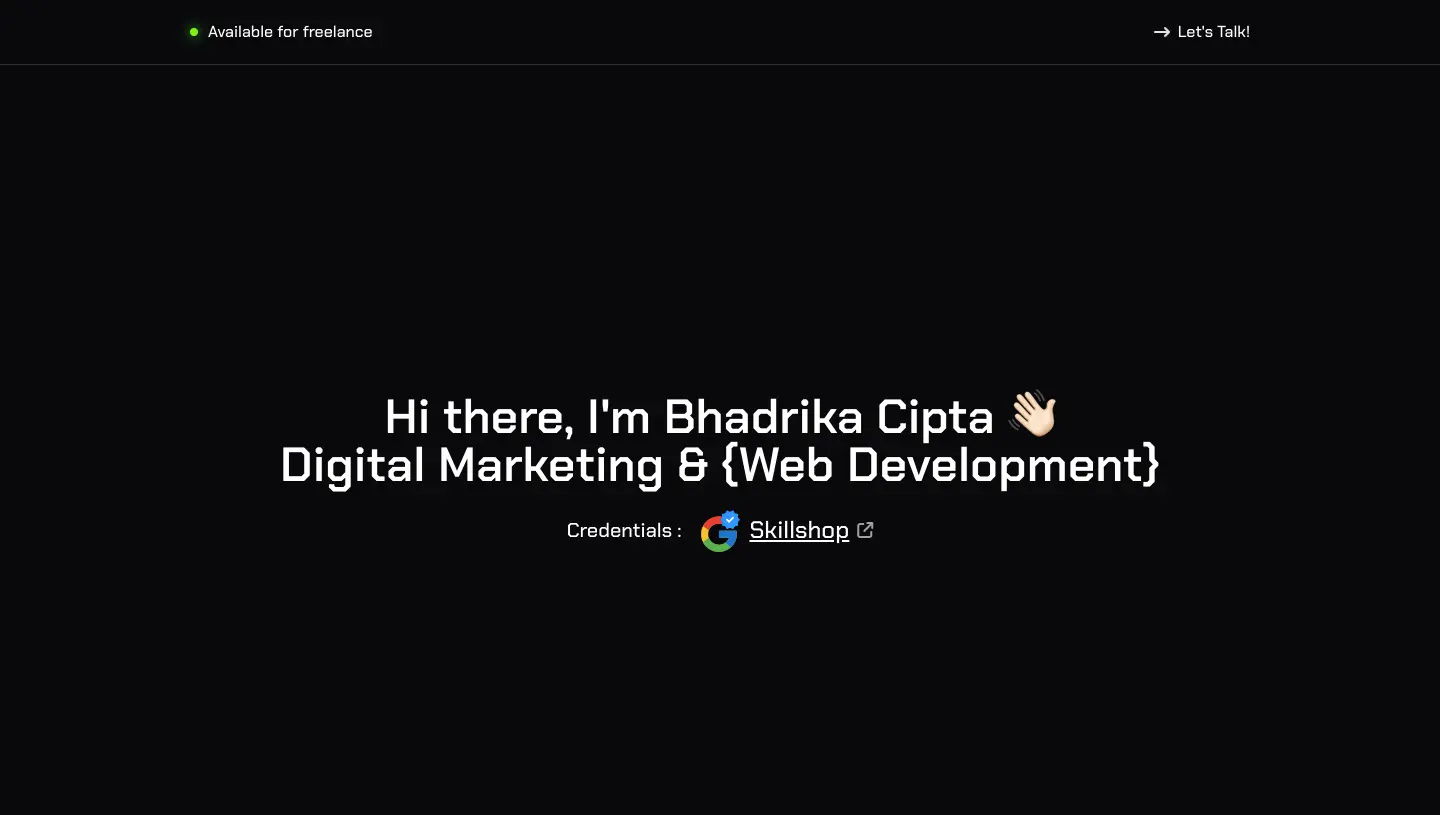 Available for freelance
Let's Talk!
Hi there, I'm Bhadrika Cipta 👋🏻
Digital Marketing & {Web Development}
Credentials : Skillshop